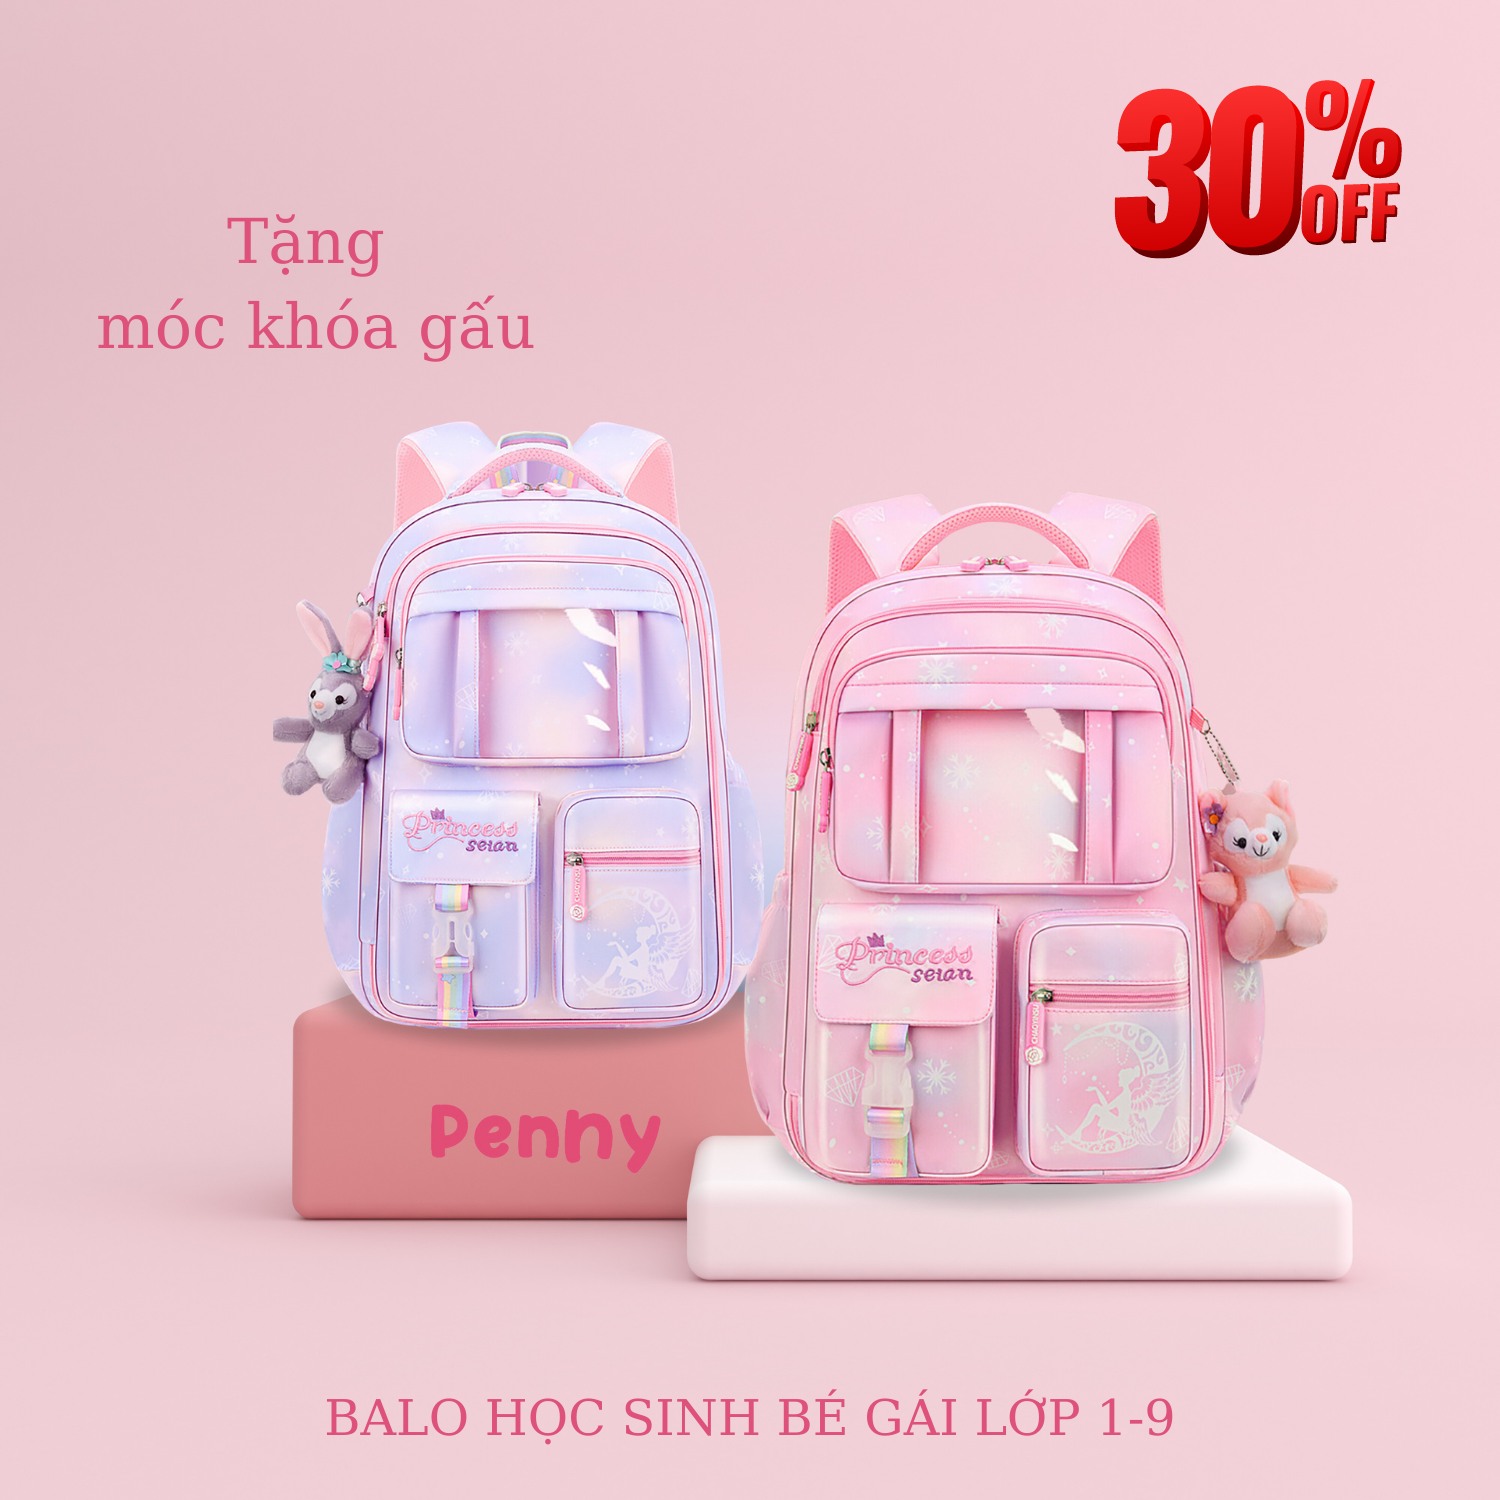 30%
OFF
Tặng
móc khóa gấu
Princess
seian
Princess
seian
Penny
BALO HỌC SINH BÉ GÁI LỚP 1-9